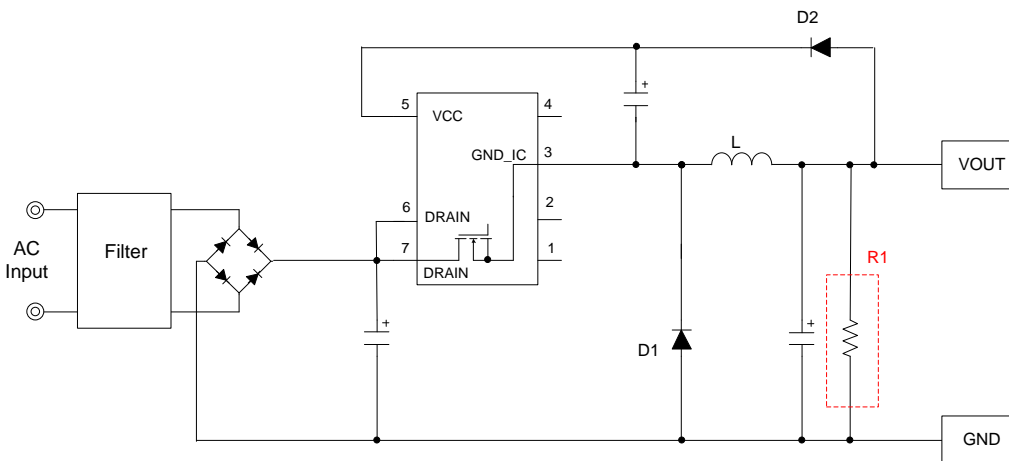 D2
5
VCC
4
+
GND_IC
3
L
VOUT
6
DRAIN
2
AC
Input
Filter
7
DRAIN
1
R1
+
D1
+
GND